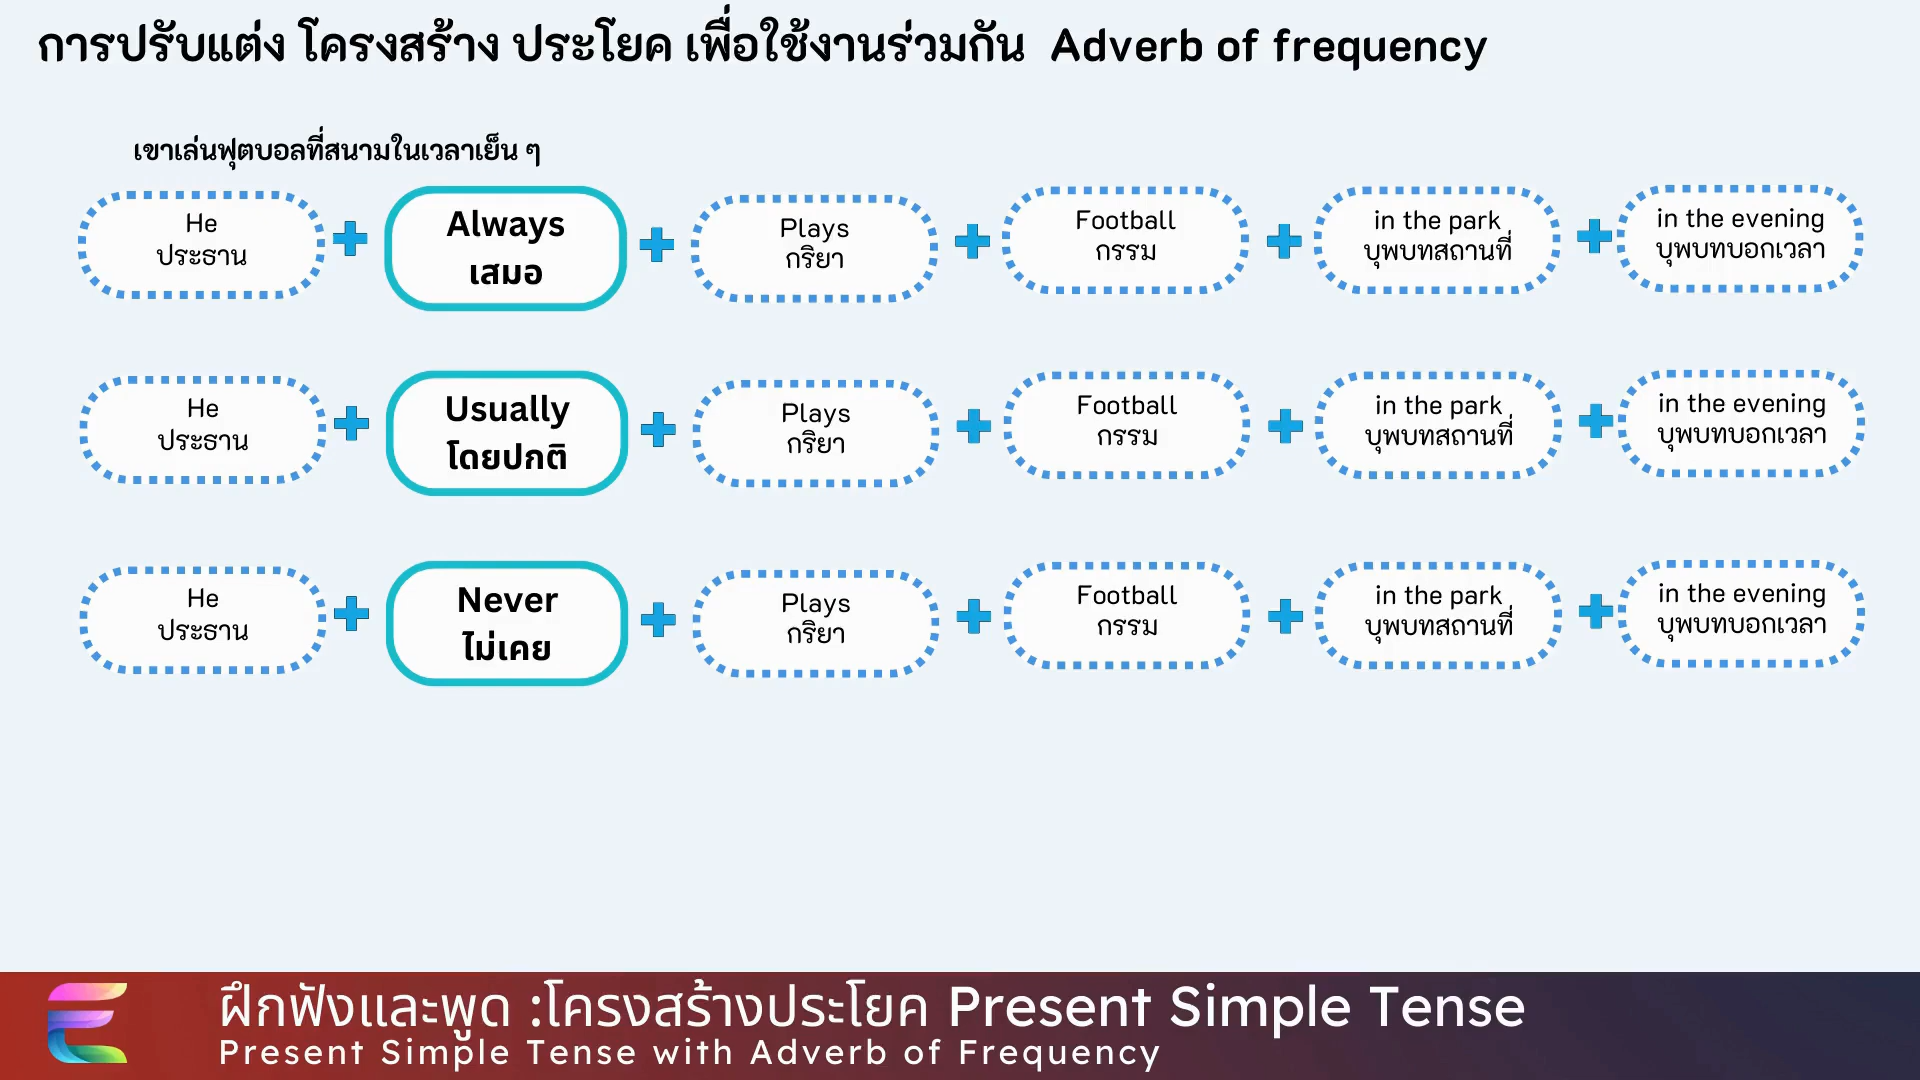 การปรับแต่ง โครงสร้าง ประโยค เพื่อใช้งานร่วมกัน Adverb of frequency
เขาเล่นฟุตบอลที่สนามในเวลาเย็น ๆ
He
ประธาน
Always
เสมอ
Plays
กริยา
Football
กรรม
in the park
บุพบทสถานที่
in the evening
บุพบทบอกเวลา
He
ประธาน
Usually
โดยปกติ
Plays
กริยา
Football
กรรม
in the park
บุพบทสถานที่
in the evening
บุพบทบอกเวลา
He
ประธาน
Never
ไม่เคย
Plays
กริยา
Football
กรรม
in the park
บุพบทสถานที่
in the evening
บุพบทบอกเวลา
ฝึกฟังและพูด :โครงสร้างประโยค Present Simple Tense
Present Simple Tense with Adverb of Frequency